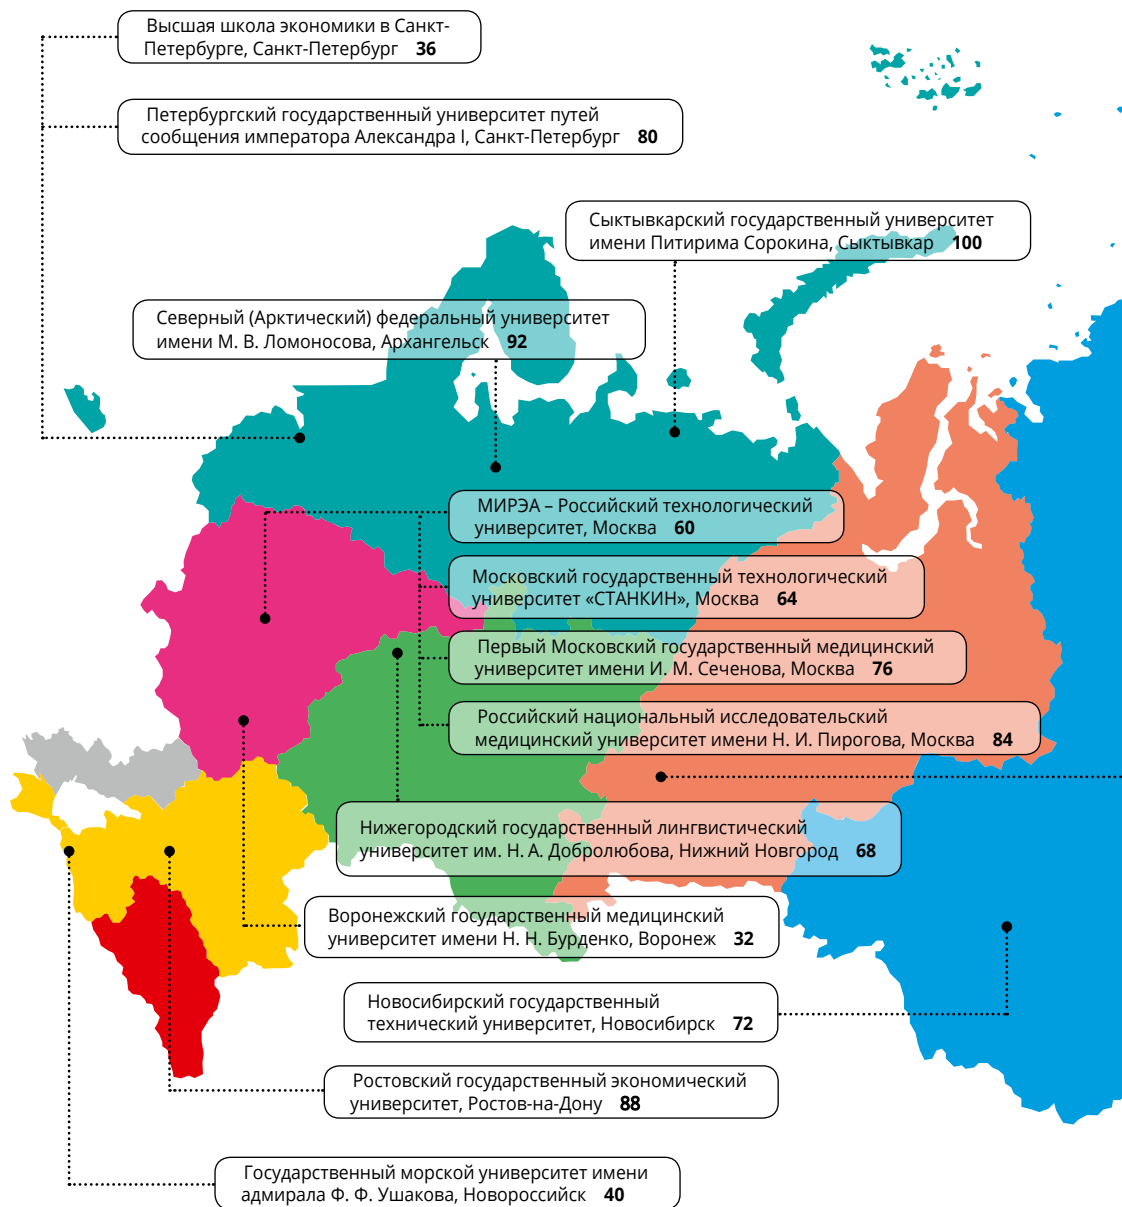 Высшая школа экономики в Санкт-
Петербурге, Санкт-Петербург 36
Петербургский государственный университет путей
сообщения императора Александра I, Санкт-Петербург 80
Сыктывкарский государственный университет
имени Питирима Сорокина, Сыктывкар 100
Северный (Арктический) федеральный университет
имени М. В. Ломоносова, Архангельск 92
МИРЭА – Российский технологический
университет, Москва 60
Московский государственный технологический
университет «СТАНКИН», Москва 64
Первый Московский государственный медицинский
университет имени И. М. Сеченова, Москва 76
Российский национальный исследовательский
медицинский университет имени Н. И. Пирогова, Москва 84
Нижегородский государственный лингвистический
университет им. Н. А. Добролюбова, Нижний Новгород 68
Воронежский государственный медицинский
университет имени Н. Н. Бурденко, Воронеж 32
Новосибирский государственный
технический университет, Новосибирск 72
Ростовский государственный экономический
университет, Ростов-на-Дону 88
Государственный морской университет имени
адмирала Ф. Ф. Ушакова, Новороссийск 40